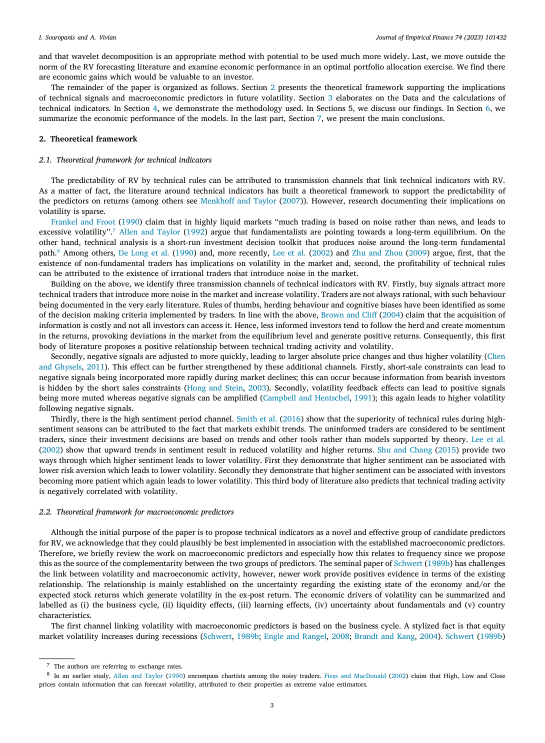 I. Souropanis and A. Vivian
Journal of Empirical Finance 74 (2023) 101432
and that wavelet decomposition is an appropriate method with potential to be used much more widely. Last, we move outside the
norm of the RV forecasting literature and examine economic performance in an optimal portfolio allocation exercise. We find there
are economic gains which would be valuable to an investor.
The remainder of the paper is organized as follows. Section 2 presents the theoretical framework supporting the implications
of technical signals and macroeconomic predictors in future volatility. Section 3 elaborates on the Data and the calculations of
technical indicators. In Section 4, we demonstrate the methodology used. In Sections 5, we discuss our findings. In Section 6, we
summarize the economic performance of the models. In the last part, Section 7, we present the main conclusions.
2. Theoretical framework
2.1. Theoretical framework for technical indicators
The predictability of RV by technical rules can be attributed to transmission channels that link technical indicators with RV.
As a matter of fact, the literature around technical indicators has built a theoretical framework to support the predictability of
the predictors on returns (among others see Menkhoff and Taylor (2007)). However, research documenting their implications on
volatility is sparse.
Frankel and Froot (1990) claim that in highly liquid markets "much trading is based on noise rather than news, and leads to
excessive volatility".7 Allen and Taylor (1992) argue that fundamentalists are pointing towards a long-term equilibrium. On the
other hand, technical analysis is a short-run investment decision toolkit that produces noise around the long-term fundamental
path.8 Among others, De Long et al. (1990) and, more recently, Lee et al. (2002) and Zhu and Zhou (2009) argue, first, that the
existence of non-fundamental traders has implications on volatility in the market and, second, the profitability of technical rules
can be attributed to the existence of irrational traders that introduce noise in the market.
Building on the above, we identify three transmission channels of technical indicators with RV. Firstly, buy signals attract more
technical traders that introduce more noise in the market and increase volatility. Traders are not always rational, with such behaviour
being documented in the very early literature. Rules of thumbs, herding behaviour and cognitive biases have been identified as some
of the decision making criteria implemented by traders. In line with the above, Brown and Cliff (2004) claim that the acquisition of
information is costly and not all investors can access it. Hence, less informed investors tend to follow the herd and create momentum
in the returns, provoking deviations in the market from the equilibrium level and generate positive returns. Consequently, this first
body of literature proposes a positive relationship between technical trading activity and volatility.
Secondly, negative signals are adjusted to more quickly, leading to larger absolute price changes and thus higher volatility (Chen
and Ghysels, 2011). This effect can be further strengthened by these additional channels. Firstly, short-sale constraints can lead to
negative signals being incorporated more rapidly during market declines; this can occur because information from bearish investors
is hidden by the short sales constraints (Hong and Stein, 2003). Secondly, volatility feedback effects can lead to positive signals
being more muted whereas negative signals can be amplified (Campbell and Hentschel, 1991); this again leads to higher volatility
following negative signals.
Thirdly, there is the high sentiment period channel. Smith et al. (2016) show that the superiority of technical rules during high-
sentiment seasons can be attributed to the fact that markets exhibit trends. The uninformed traders are considered to be sentiment
traders, since their investment decisions are based on trends and other tools rather than models supported by theory. Lee et al.
(2002) show that upward trends in sentiment result in reduced volatility and higher returns. Shu and Chang (2015) provide two
ways through which higher sentiment leads to lower volatility. First they demonstrate that higher sentiment can be associated with
lower risk aversion which leads to lower volatility. Secondly they demonstrate that higher sentiment can be associated with investors
becoming more patient which again leads to lower volatility. This third body of literature also predicts that technical trading activity
is negatively correlated with volatility.
2.2. Theoretical framework for macroeconomic predictors
Although the initial purpose of the paper is to propose technical indicators as a novel and effective group of candidate predictors
for RV, we acknowledge that they could plausibly be best implemented in association with the established macroeconomic predictors.
Therefore, we briefly review the work on macroeconomic predictors and especially how this relates to frequency since we propose
this as the source of the complementarity between the two groups of predictors. The seminal paper of Schwert (1989b) has challenges
the link between volatility and macroeconomic activity, however, newer work provide positive evidence in terms of the existing
relationship. The relationship is mainly established on the uncertainty regarding the existing state of the economy and/or the
expected stock returns which generate volatility in the ex-post return. The economic drivers of volatility can be summarized and
labelled as (i) the business cycle, (ii) liquidity effects, (iii) learning effects, (iv) uncertainty about fundamentals and (v) country
characteristics.
The first channel linking volatility with macroeconomic predictors is based on the business cycle. A stylized fact is that equity
market volatility increases during recessions (Schwert, 1989b; Engle and Rangel, 2008; Brandt and Kang, 2004). Schwert (1989b)
7 The authors are referring to exchange rates.
8 In an earlier study, Allen and Taylor (1990) encompass chartists among the noisy traders. Fiess and MacDonald (2002) claim that High, Low and Close
prices contain information that can forecast volatility, attributed to their properties as extreme value estimators.
3